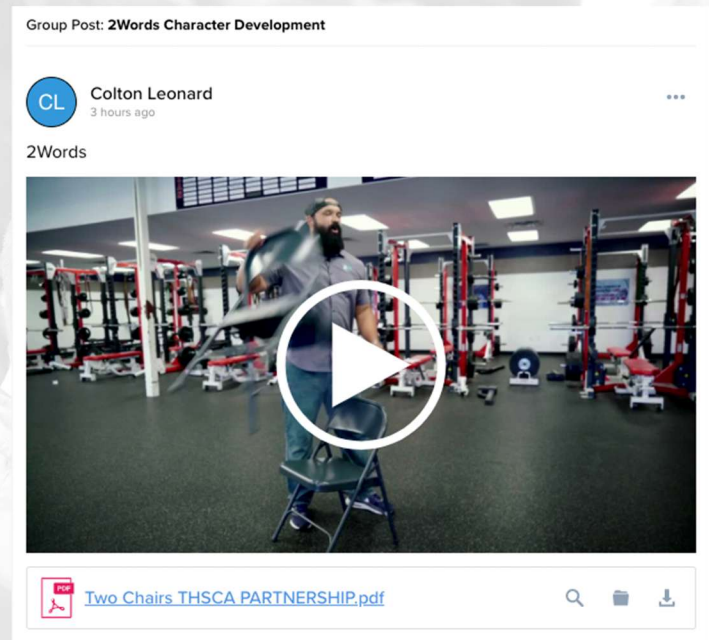 Group Post: 2Words Character Development
CL
Colton Leonard
3 hours ago
2Words
PDF
Two Chairs THSCA PARTNERSHIP.pdf